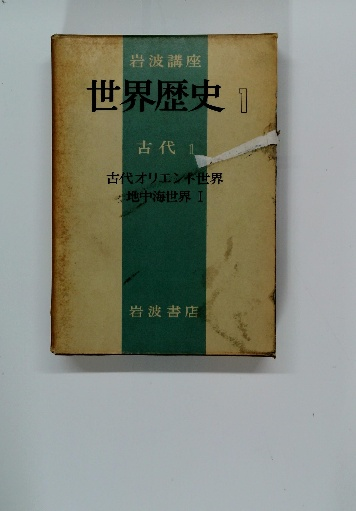 岩波講座
世界歴史 1
古代 1
古代オリエント世界
地中海世界 I
岩波書店